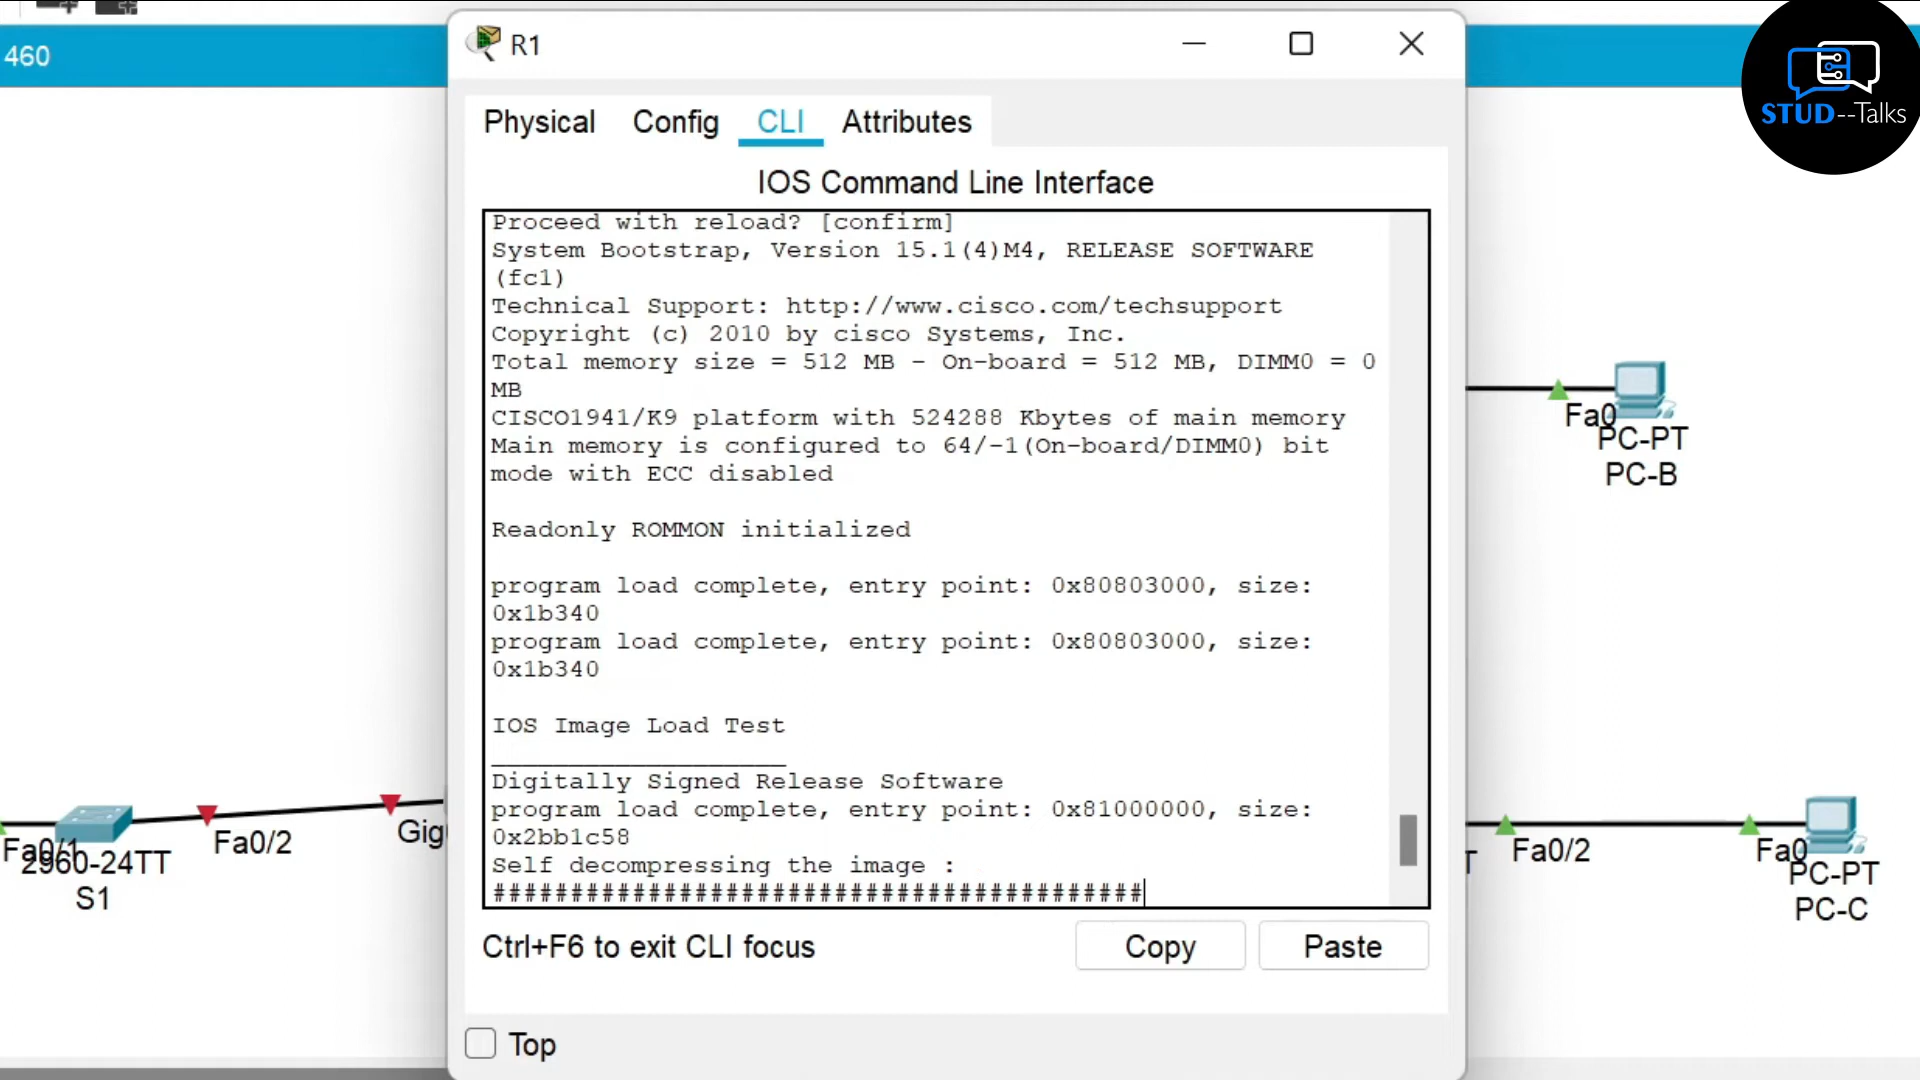 460
R1
STUD--Talks
Physical Config CLI Attributes
IOS Command Line Interface
Proceed with reload? [confirm]
System Bootstrap, Version 15.1(4)M4, RELEASE SOFTWARE
(fc1)
Technical Support: http://www.cisco.com/techsupport
Copyright (c) 2010 by cisco Systems, Inc.
Total memory size = 512 MB - On-board = 512 MB, DIMM0 = 0
MB
CISCO1941/K9 platform with 524288 Kbytes of main memory
Main memory is configured to 64/-1(On-board/DIMM0) bit
mode with ECC disabled
Readonly ROMMON initialized
program load complete, entry point: 0x80803000, size:
0x1b340
program load complete, entry point: 0x80803000, size:
0x1b340
IOS Image Load Test
___________________
Digitally Signed Release Software
program load complete, entry point: 0x81000000, size:
0x2bb1c58
Self decompressing the image :
##########################################
Ctrl+F6 to exit CLI focus
Copy
Paste
Top
Fa0/1
2960-24TT
S1
Fa0/2
Gig
Fa0
PC-PT
PC-B
T
Fa0/2
Fa0
PC-PT
PC-C